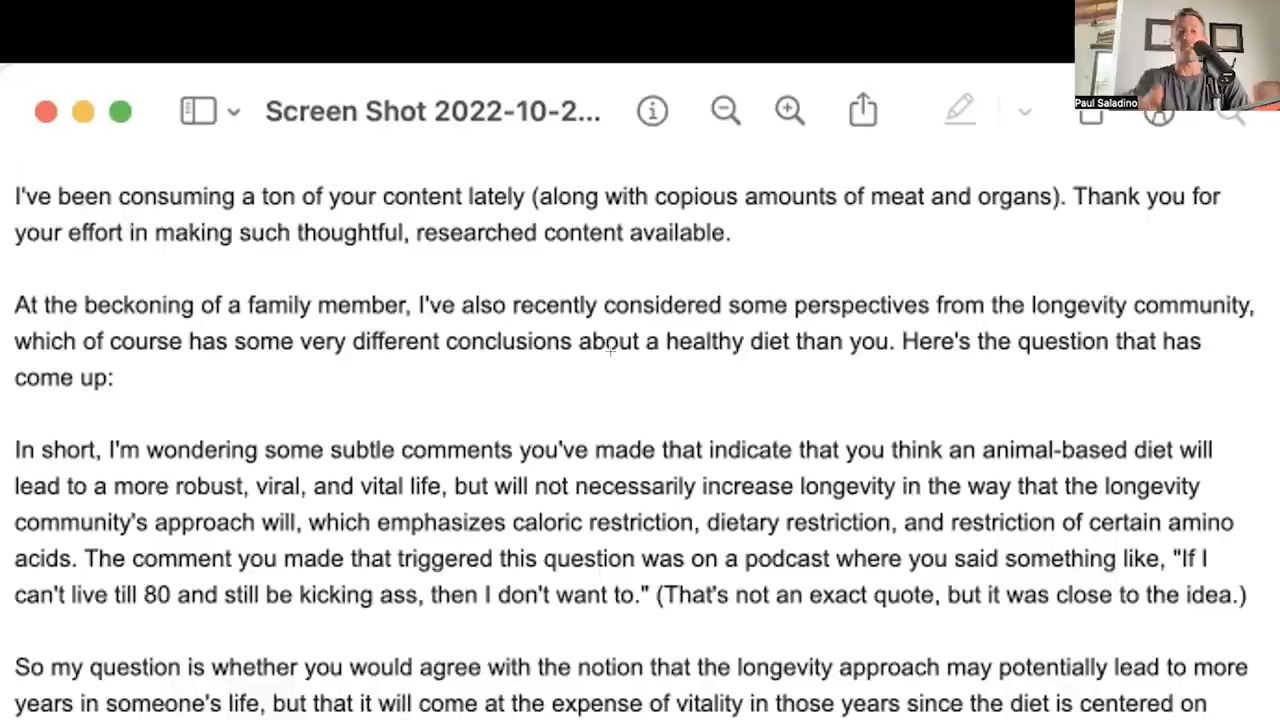 Screen Shot 2022-10-2...
Paul Saladino
I've been consuming a ton of your content lately (along with copious amounts of meat and organs). Thank you for
your effort in making such thoughtful, researched content available.
At the beckoning of a family member, I've also recently considered some perspectives from the longevity community,
which of course has some very different conclusions about a healthy diet than you. Here's the question that has
come up:
In short, I'm wondering some subtle comments you've made that indicate that you think an animal-based diet will
lead to a more robust, viral, and vital life, but will not necessarily increase longevity in the way that the longevity
community's approach will, which emphasizes caloric restriction, dietary restriction, and restriction of certain amino
acids. The comment you made that triggered this question was on a podcast where you said something like, "If I
can't live till 80 and still be kicking ass, then I don't want to." (That's not an exact quote, but it was close to the idea.)
So my question is whether you would agree with the notion that the longevity approach may potentially lead to more
years in someone's life, but that it will come at the expense of vitality in those years since the diet is centered on